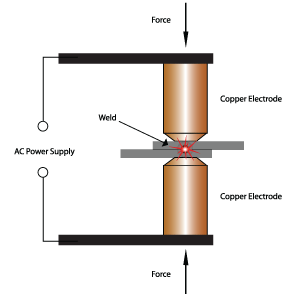 Force
Copper Electrode
Weld
AC Power Supply
Copper Electrode
Force